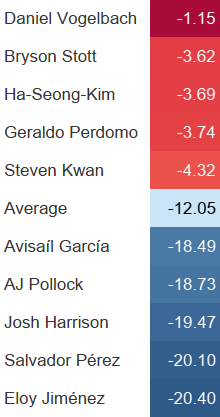 Daniel Vogelbach -1.15
Bryson Stott -3.62
Ha-Seong-Kim -3.69
Geraldo Perdomo -3.74
Steven Kwan -4.32
Average -12.05
Avisaíl García -18.49
AJ Pollock -18.73
Josh Harrison -19.47
Salvador Pérez -20.10
Eloy Jiménez -20.40